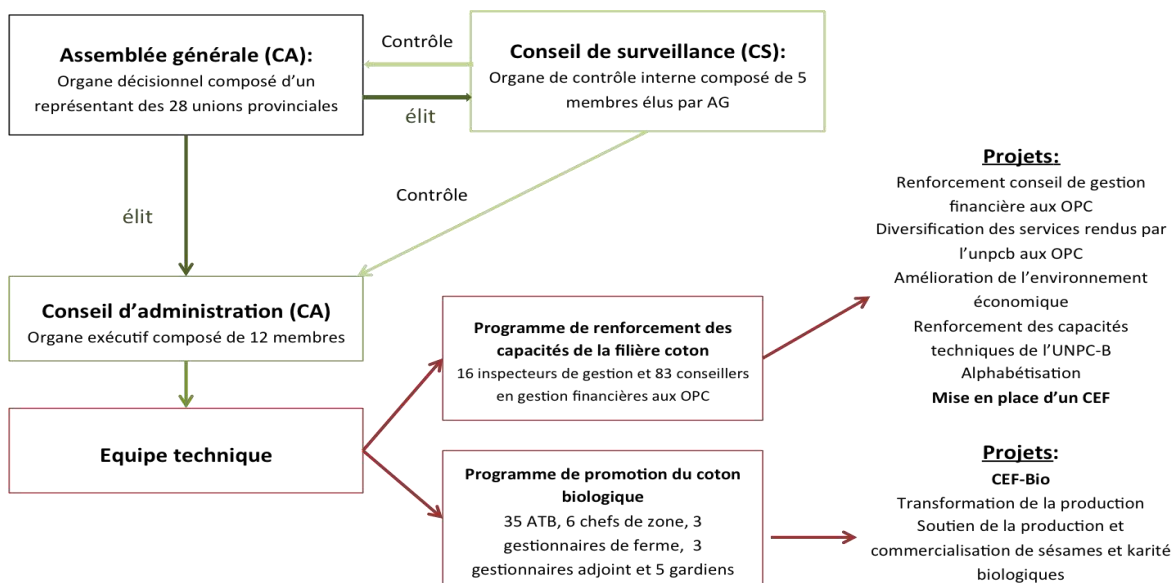 Assemblée générale (CA):
Organe décisionnel composé d’un
représentant des 28 unions provinciales
Contrôle
élit
Conseil de surveillance (CS):
Organe de contrôle interne composé de 5
membres élus par AG
élit
Contrôle
Conseil d’administration (CA)
Organe exécutif composé de 12 membres
Equipe technique
Programme de renforcement des
capacités de la filière coton
16 inspecteurs de gestion et 83 conseillers
en gestion financières aux OPC
Programme de promotion du coton
biologique
35 ATB, 6 chefs de zone, 3
gestionnaires de ferme, 3
gestionnaires adjoint et 5 gardiens
Projets:
Renforcement conseil de gestion
financière aux OPC
Diversification des services rendus par
l’unpcb aux OPC
Amélioration de l’environnement
économique
Renforcement des capacités
techniques de l’UNPC-B
Alphabétisation
Mise en place d’un CEF
Projets:
CEF-Bio
Transformation de la production
Soutien de la production et
commercialisation de sésames et karité
biologiques